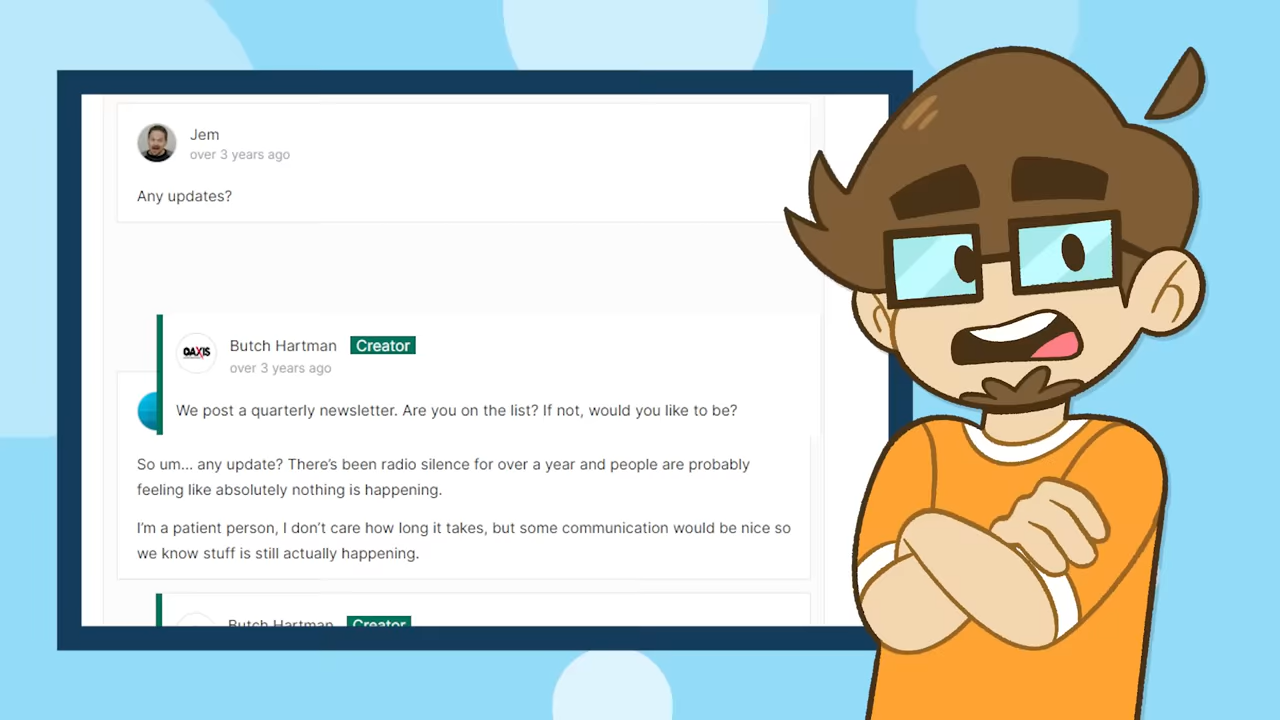 Jem
over 3 years ago
Any updates?
Butch Hartman Creator
OAXIS
over 3 years ago
We post a quarterly newsletter. Are you on the list? If not, would you like to be?
So um... any update? There's been radio silence for over a year and people are probably
feeling like absolutely nothing is happening.
I'm a patient person, I don't care how long it takes, but some communication would be nice so
we know stuff is still actually happening.
Butch Hartman Creator